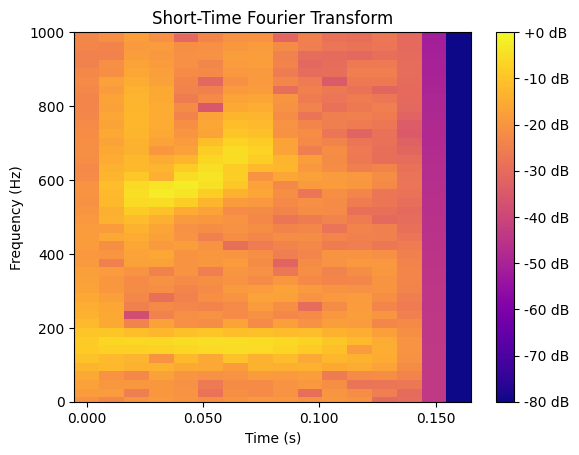 Short-Time Fourier Transform
1000
800
600
400
200
0
Frequency (Hz)
0.000
0.050
0.100
0.150
Time (s)
+0 dB
-10 dB
-20 dB
-30 dB
-40 dB
-50 dB
-60 dB
-70 dB
-80 dB